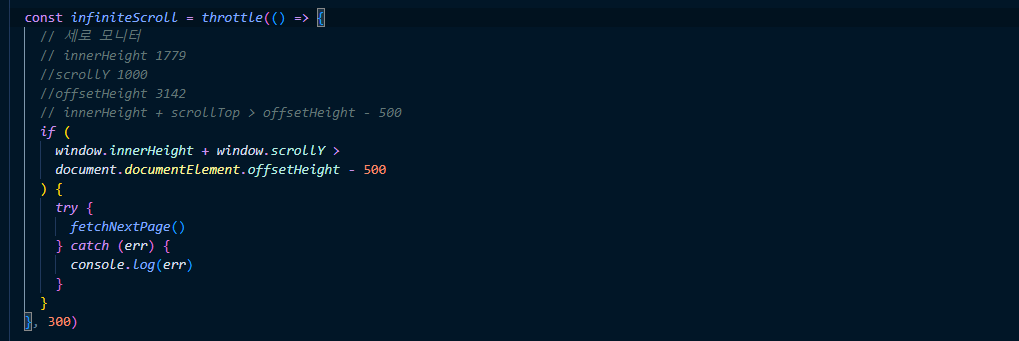 const infiniteScroll = throttle(() => {
// 세로 모니터
// innerHeight 1779
//scrollY 1000
//offsetHeight 3142
// innerHeight + scrollTop > offsetHeight - 500
if (
window.innerHeight + window.scrollY >
document.documentElement.offsetHeight - 500
) {
try {
fetchNextPage()
} catch (err) {
console.log(err)
}
}
}, 300)